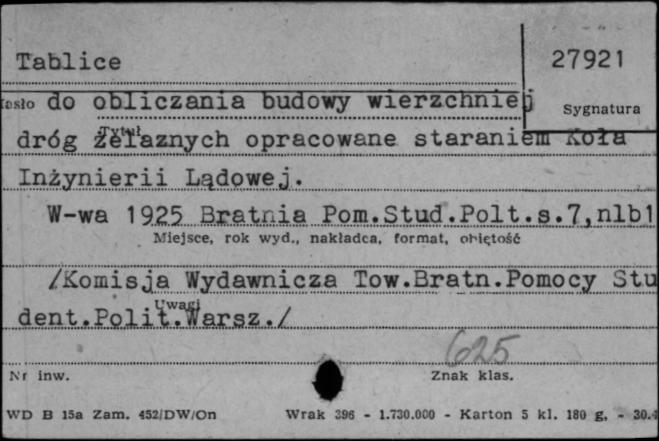 Tablice
27921
Hasło do obliczania budowy wierzchniej
Sygnatura
Tytuł
dróg żelaznych opracowane staraniem Koła
Inżynierii Lądowej.
W-wa 1925 Bratnia Pom.Stud.Polt.s.7,nlb1
Miejsce, rok wyd., nakładca, format, objętość
/Komisja Wydawnicza Tow.Bratn.Pomocy Stu
Uwagi
dent.Polit.Warsz./
625
Nr inw.
Znak klas.
WD B 15a Zam. 452/DW/On Wrak 396 - 1.730.000 - Karton 5 kl. 180 g. - 30.4